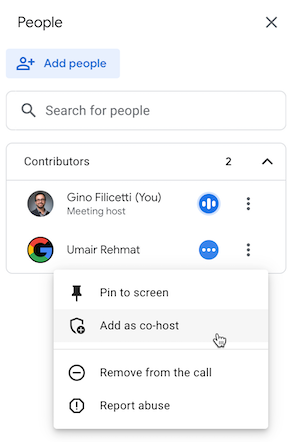 People
Add people
Search for people
Contributors 2
Gino Filicetti (You)
Meeting host
Umair Rehmat
Pin to screen
Add as co-host
Remove from the call
Report abuse